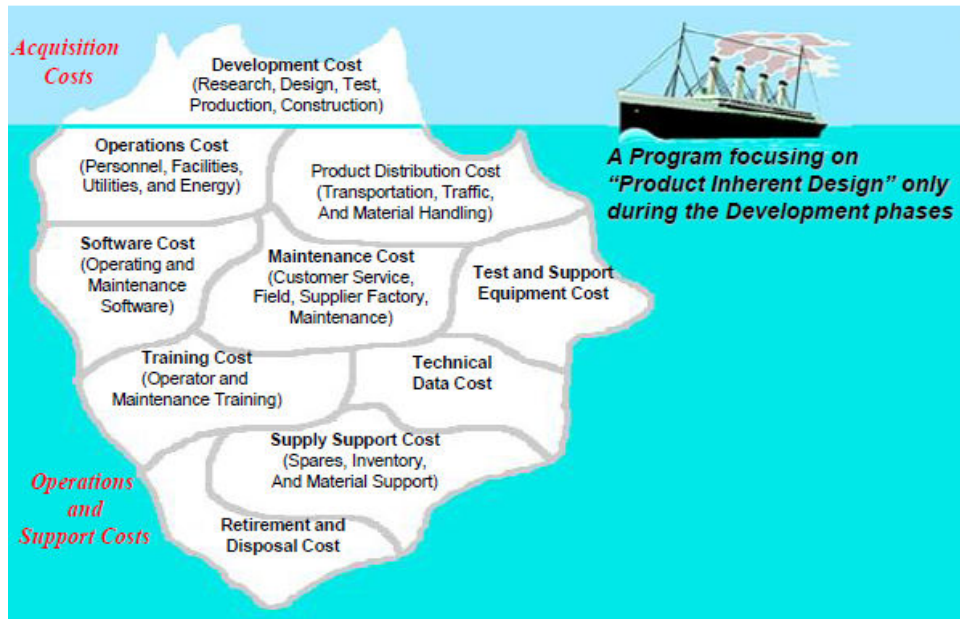 Acquisition
Costs
Development Cost
(Research, Design, Test,
Production, Construction)
Operations Cost
(Personnel, Facilities,
Utilities, and Energy)
Product Distribution Cost
(Transportation, Traffic,
And Material Handling)
A Program focusing on
“Product Inherent Design” only
during the Development phases
Software Cost
(Operating and
Maintenance
Software)
Maintenance Cost
(Customer Service,
Field, Supplier Factory,
Maintenance)
Test and Support
Equipment Cost
Training Cost
(Operator and
Maintenance Training)
Technical
Data Cost
Supply Support Cost
(Spares, Inventory,
And Material Support)
Operations
and
Support Costs
Retirement and
Disposal Cost